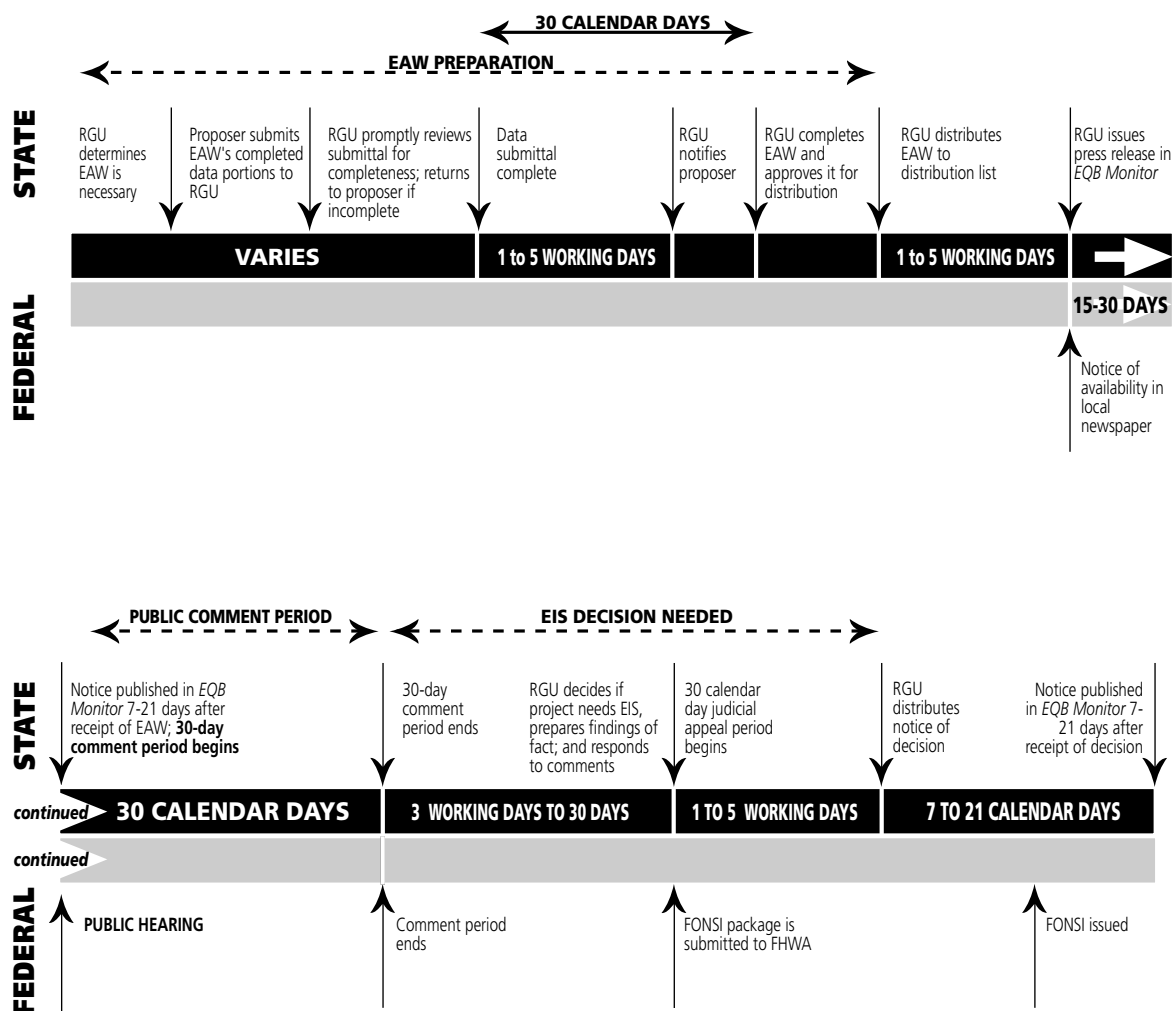 30 CALENDAR DAYS
EAW PREPARATION
STATE
RGU
determines
EAW is
necessary
Proposer submits
EAW's completed
data portions to
RGU
RGU promptly reviews
submittal for
completeness; returns
to proposer if
incomplete
Data
submittal
complete
RGU
notifies
proposer
RGU completes
EAW and
approves it for
distribution
RGU distributes
EAW to
distribution list
RGU issues
press release in
EQB Monitor
VARIES
1 to 5 WORKING DAYS
1 to 5 WORKING DAYS
FEDERAL
15-30 DAYS
Notice of
availability in
local
newspaper
PUBLIC COMMENT PERIOD
EIS DECISION NEEDED
STATE
Notice published in EQB
Monitor 7-21 days after
receipt of EAW; 30-day
comment period begins
30-day
comment
period ends
RGU decides if
project needs EIS,
prepares findings of
fact; and responds
to comments
30 calendar
day judicial
appeal period
begins
RGU
distributes
notice of
decision
Notice published
in EQB Monitor 7-
21 days after
receipt of decision
continued
30 CALENDAR DAYS
3 WORKING DAYS TO 30 DAYS
1 TO 5 WORKING DAYS
7 TO 21 CALENDAR DAYS
continued
FEDERAL
PUBLIC HEARING
Comment period
ends
FONSI package is
submitted to FHWA
FONSI issued